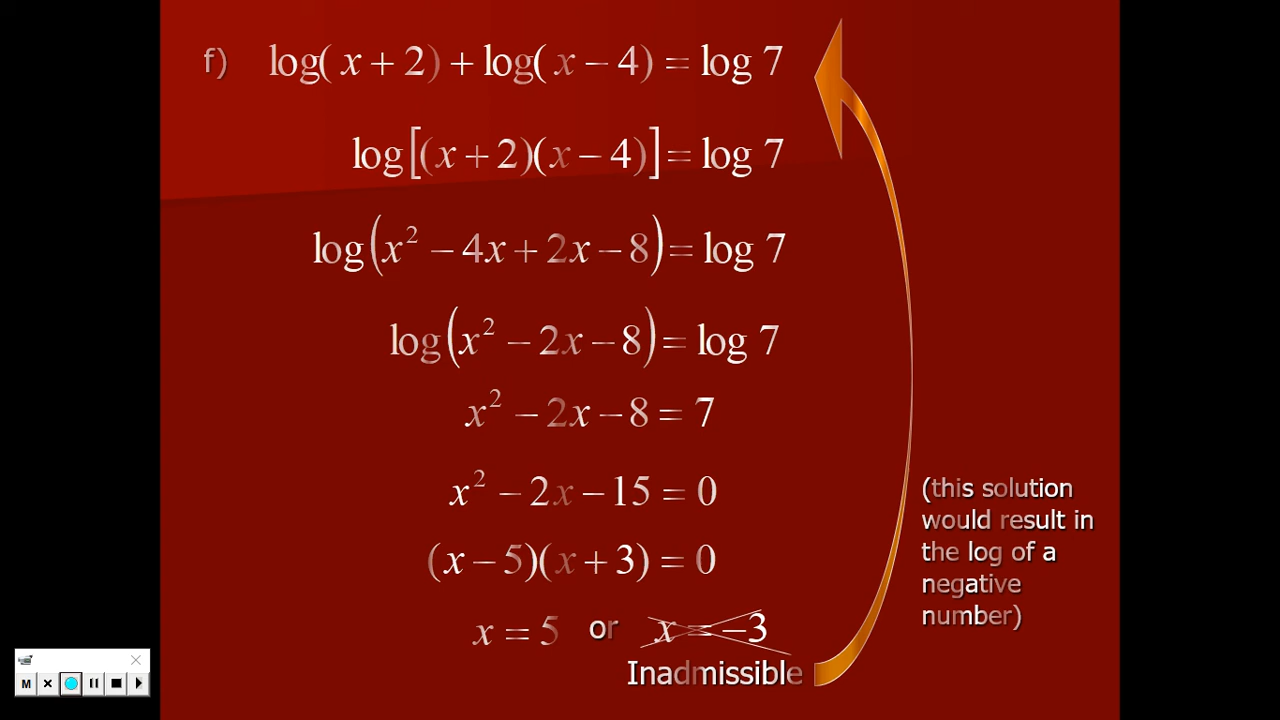 f) log(x + 2) + log(x − 4) = log 7
log[(x + 2)(x − 4)] = log 7
log(x² − 4x + 2x − 8) = log 7
log(x² − 2x − 8) = log 7
x² − 2x − 8 = 7
x² − 2x − 15 = 0
(x − 5)(x + 3) = 0
x = 5 or x = −3
Inadmissible
(this solution
would result in
the log of a
negative
number)
M